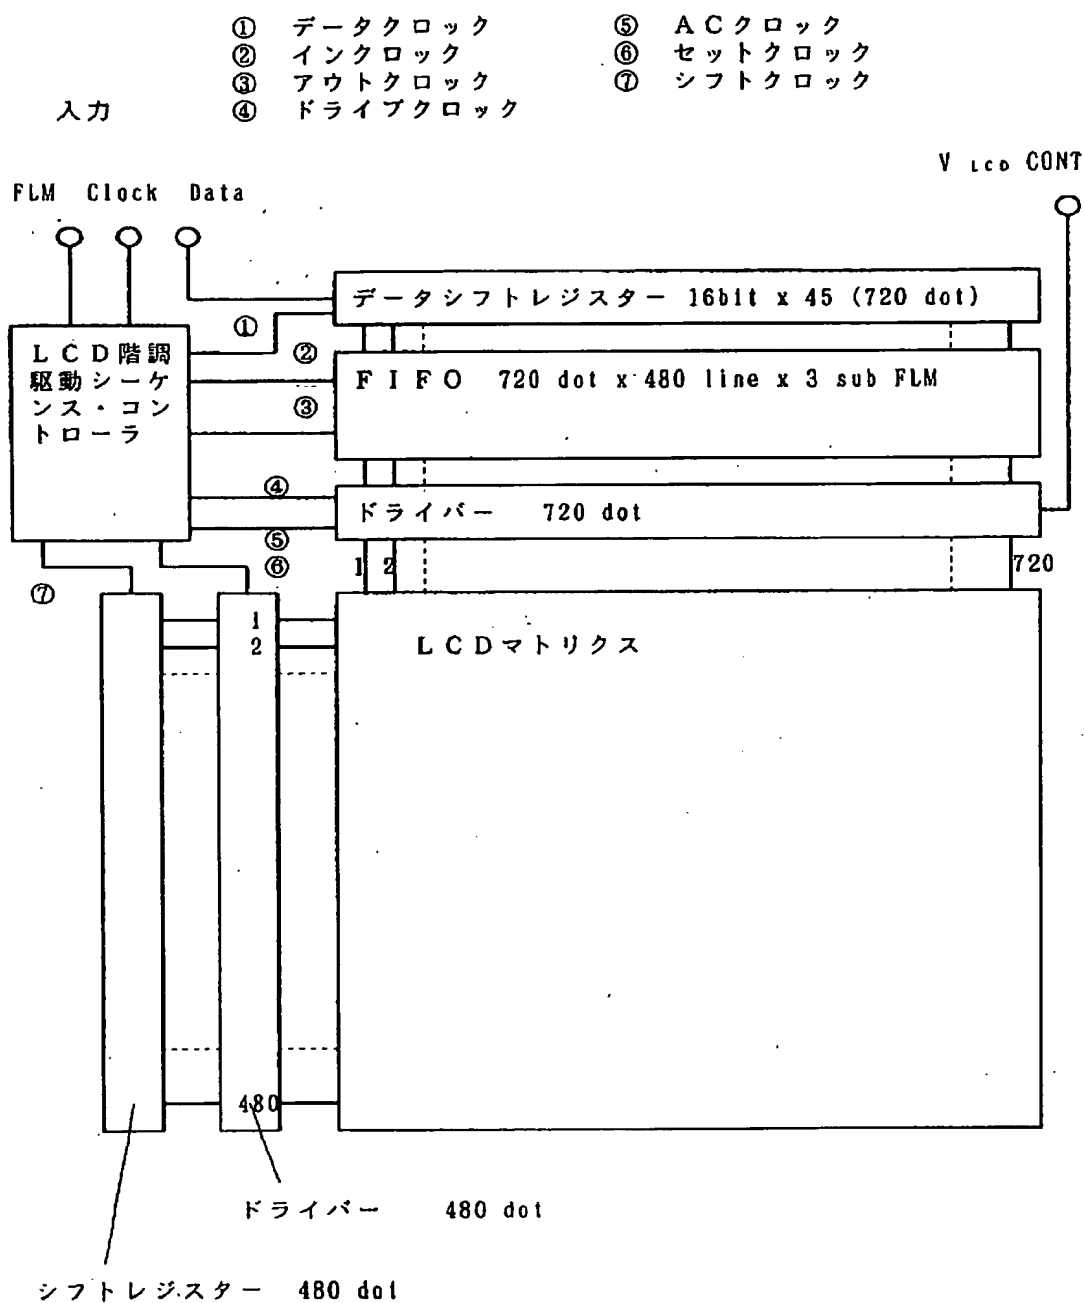 ① データクロック
② インクロック
③ アウトクロック
④ ドライブクロック
⑤ ACクロック
⑥ セットクロック
⑦ シフトクロック
入力
V LCD CONT
FLM Clock Data
データシフトレジスター 16bit x 45 (720 dot)
①
LCD階調
駆動シーケ
ンス・コン
トローラ
②
FIFO 720 dot x 480 line x 3 sub FLM
③
④
ドライバー 720 dot
⑤
⑥
1 2
720
⑦
1
2
LCDマトリクス
480
ドライバー 480 dot
シフトレジスター 480 dot